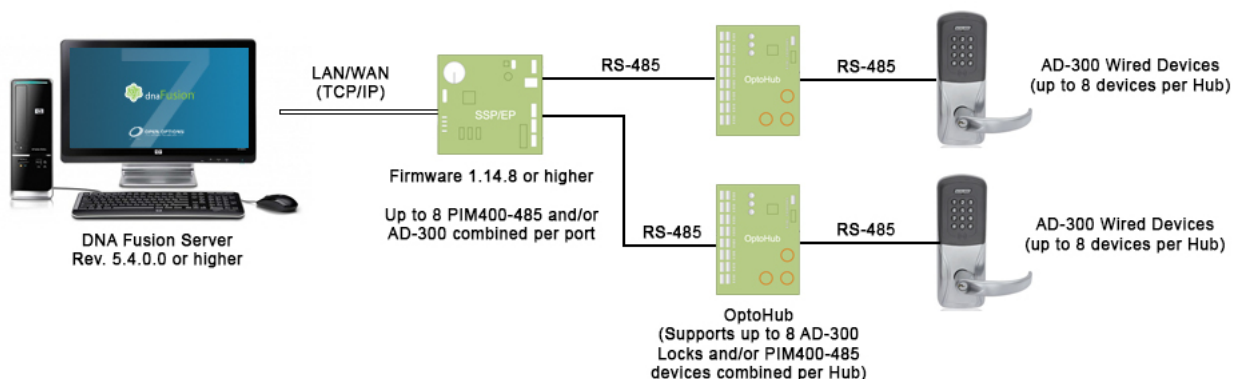 7
dnaFusion
OPEN OPTIONS
LAN/WAN
(TCP/IP)
DNA Fusion Server
Rev. 5.4.0.0 or higher
SSP/EP
Firmware 1.14.8 or higher
Up to 8 PIM400-485 and/or
AD-300 combined per port
RS-485
OptoHub
RS-485
AD-300 Wired Devices
(up to 8 devices per Hub)
RS-485
OptoHub
RS-485
AD-300 Wired Devices
(up to 8 devices per Hub)
OptoHub
(Supports up to 8 AD-300
Locks and/or PIM400-485
devices combined per Hub)